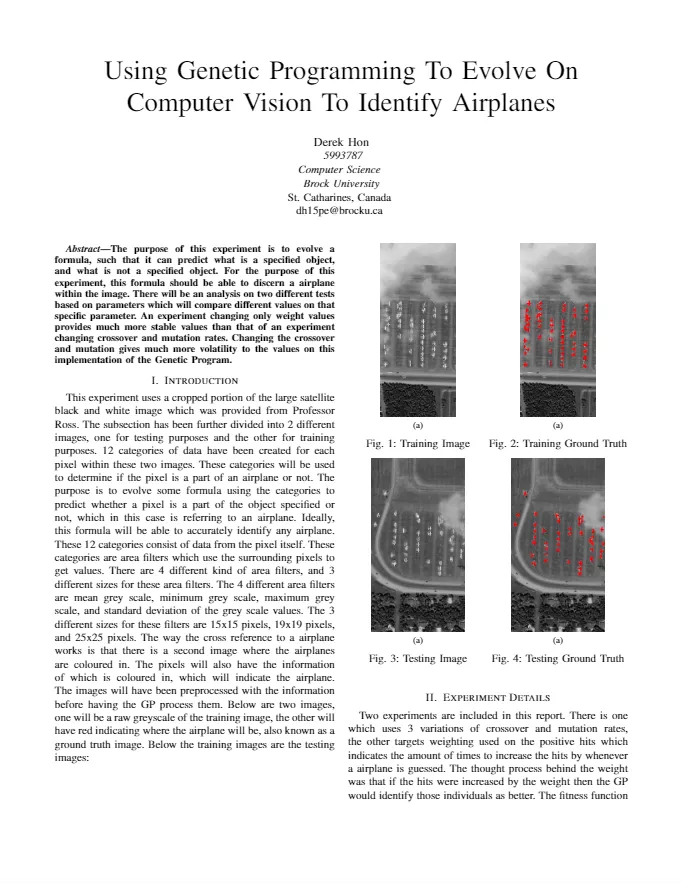 Using Genetic Programming To Evolve On
Computer Vision To Identify Airplanes
Derek Hon
5993787
Computer Science
Brock University
St. Catharines, Canada
dh15pe@brocku.ca
Abstract—The purpose of this experiment is to evolve a
formula, such that it can predict what is a specified object,
and what is not a specified object. For the purpose of this
experiment, this formula should be able to discern a airplane
within the image. There will be an analysis on two different tests
based on parameters which will compare different values on that
specific parameter. An experiment changing only weight values
provides much more stable values than that of an experiment
changing crossover and mutation rates. Changing the crossover
and mutation gives much more volatility to the values on this
implementation of the Genetic Program.
I. Introduction
This experiment uses a cropped portion of the large satellite
black and white image which was provided from Professor
Ross. The subsection has been further divided into 2 different
images, one for testing purposes and the other for training
purposes. 12 categories of data have been created for each
pixel within these two images. These categories will be used
to determine if the pixel is a part of an airplane or not. The
purpose is to evolve some formula using the categories to
predict whether a pixel is a part of the object specified or
not, which in this case is referring to an airplane. Ideally,
this formula will be able to accurately identify any airplane.
These 12 categories consist of data from the pixel itself. These
categories are area filters which use the surrounding pixels to
get values. There are 4 different kind of area filters, and 3
different sizes for these area filters. The 4 different area filters
are mean grey scale, minimum grey scale, maximum grey
scale, and standard deviation of the grey scale values. The 3
different sizes for these filters are 15x15 pixels, 19x19 pixels,
and 25x25 pixels. The way the cross reference to a airplane
works is that there is a second image where the airplanes
are coloured in. The pixels will also have the information
of which is coloured in, which will indicate the airplane.
The images will have been preprocessed with the information
before having the GP process them. Below are two images,
one will be a raw greyscale of the training image, the other will
have red indicating where the airplane will be, also known as a
ground truth image. Below the training images are the testing
images:
(a)
Fig. 1: Training Image
(a)
Fig. 2: Training Ground Truth
(a)
Fig. 3: Testing Image
(a)
Fig. 4: Testing Ground Truth
II. Experiment Details
Two experiments are included in this report. There is one
which uses 3 variations of crossover and mutation rates,
the other targets weighting used on the positive hits which
indicates the amount of times to increase the hits by whenever
a airplane is guessed. The thought process behind the weight
was that if the hits were increased by the weight then the GP
would identify those individuals as better. The fitness function